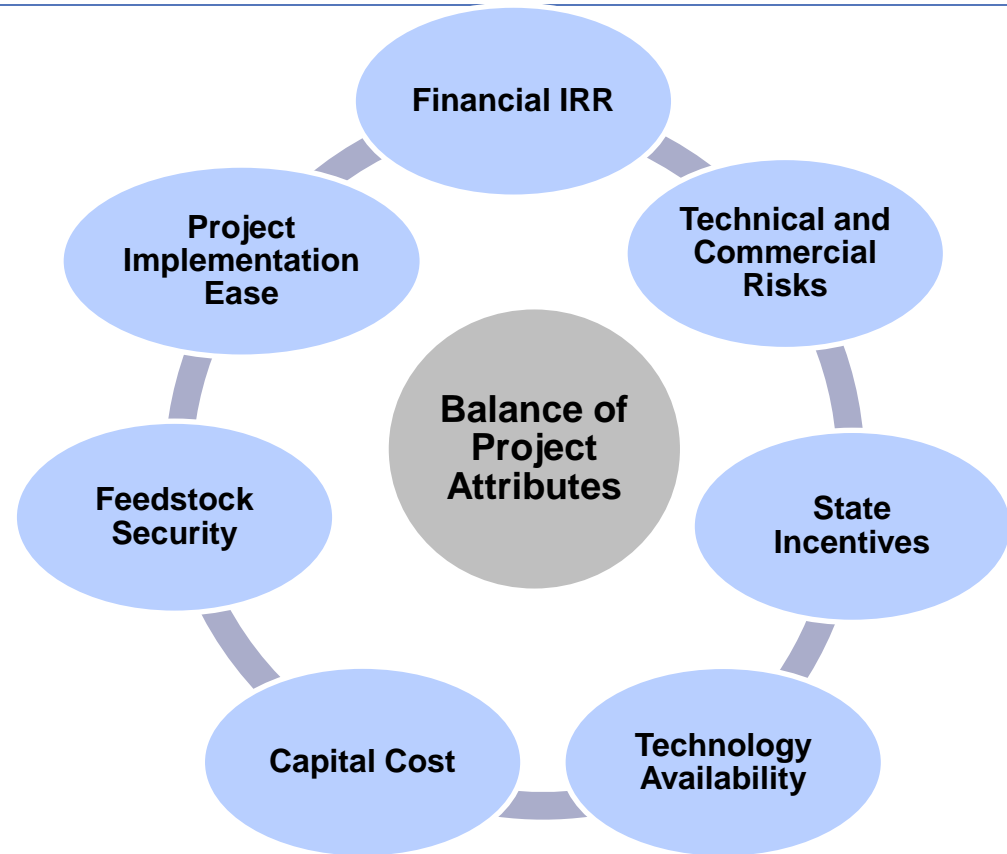 Financial IRR
Technical and
Commercial
Risks
State
Incentives
Technology
Availability
Capital Cost
Feedstock
Security
Project
Implementation
Ease
Balance of
Project
Attributes